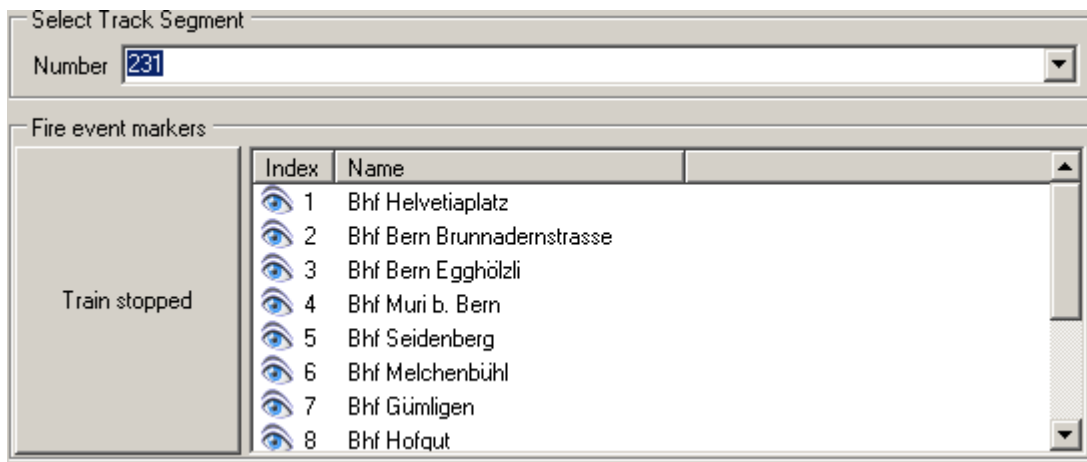 Select Track Segment
Number 231
Fire event markers
Train stopped
Index Name
1 Bhf Helvetiaplatz
2 Bhf Bern Brunnadernstrasse
3 Bhf Bern Egghölzli
4 Bhf Muri b. Bern
5 Bhf Seidenberg
6 Bhf Melchenbühl
7 Bhf Gümligen
8 Bhf Hofgut